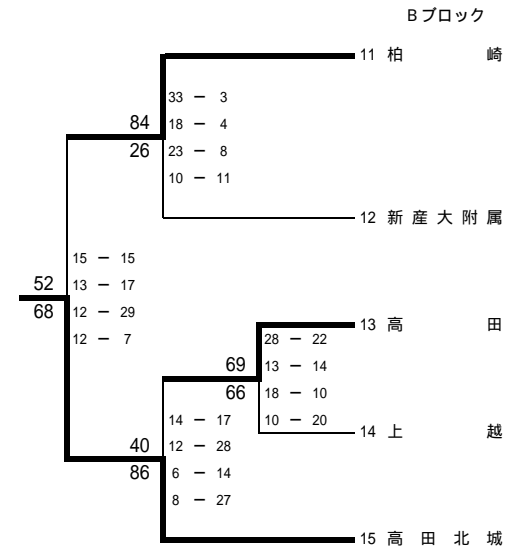 Bブロック
11 柏崎
33 － 3
84 18 － 4
26 23 － 8
10 － 11
12 新産大附属
15 － 15
52 13 － 17
68 12 － 29
12 － 7
13 高田
28 － 22
69 13 － 14
66 18 － 10
10 － 20
14 上越
14 － 17
40 12 － 28
86 6 － 14
8 － 27
15 高田北城